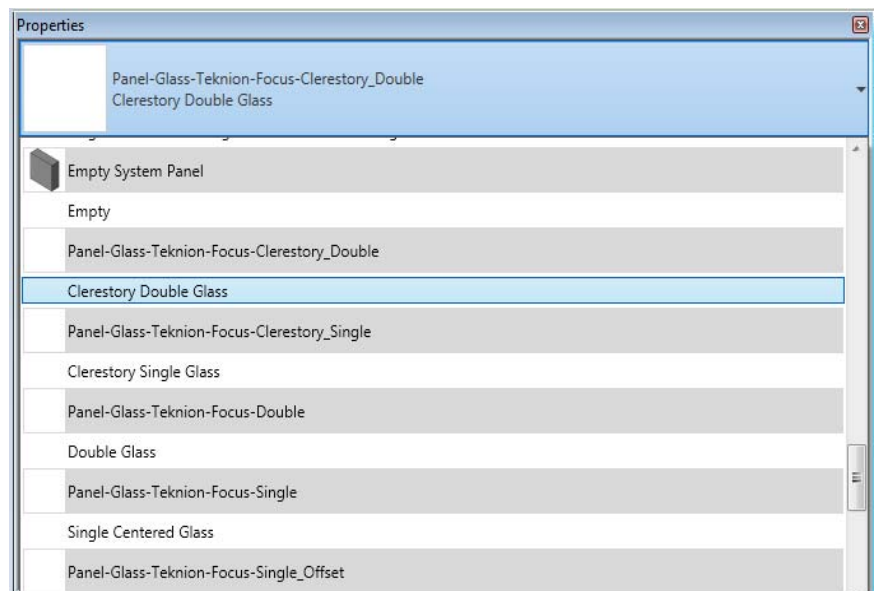 Properties
Panel-Glass-Teknion-Focus-Clerestory_Double
Clerestory Double Glass
Empty System Panel
Empty
Panel-Glass-Teknion-Focus-Clerestory_Double
Clerestory Double Glass
Panel-Glass-Teknion-Focus-Clerestory_Single
Clerestory Single Glass
Panel-Glass-Teknion-Focus-Double
Double Glass
Panel-Glass-Teknion-Focus-Single
Single Centered Glass
Panel-Glass-Teknion-Focus-Single_Offset